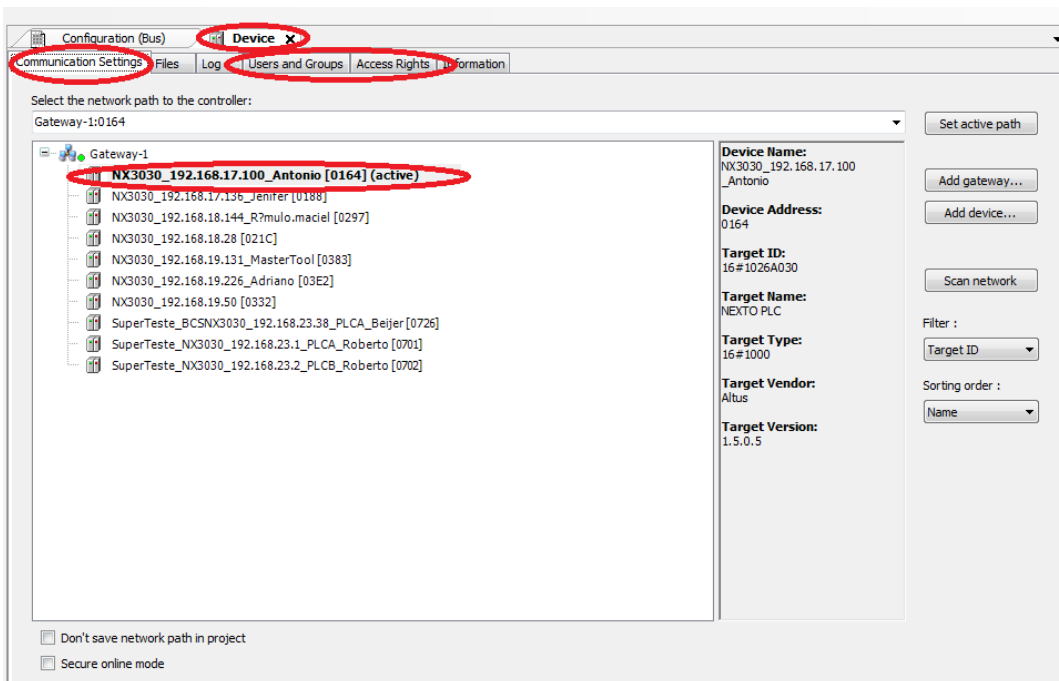 Configuration (Bus)
Device X
Communication Settings
Files
Log
Users and Groups
Access Rights
Information
Select the network path to the controller:
Gateway-1:0164
Set active path
Gateway-1
NX3030_192.168.17.100_Antonio [0164] (active)
NX3030_192.168.17.136_Jenifer [0188]
NX3030_192.168.18.144_R?mulo.maciel [0297]
NX3030_192.168.18.28 [021C]
NX3030_192.168.19.131_MasterTool [0383]
NX3030_192.168.19.226_Adriano [03E2]
NX3030_192.168.19.50 [0332]
SuperTeste_BCSNX3030_192.168.23.38_PLCA_Beijer [0726]
SuperTeste_NX3030_192.168.23.1_PLCA_Roberto [0701]
SuperTeste_NX3030_192.168.23.2_PLCB_Roberto [0702]
Device Name:
NX3030_192.168.17.100
_Antonio
Device Address:
0164
Target ID:
16#1026A030
Target Name:
NEXTO PLC
Target Type:
16#1000
Target Vendor:
Altus
Target Version:
1.5.0.5
Add gateway...
Add device...
Scan network
Filter :
Target ID
Sorting order :
Name
Don't save network path in project
Secure online mode